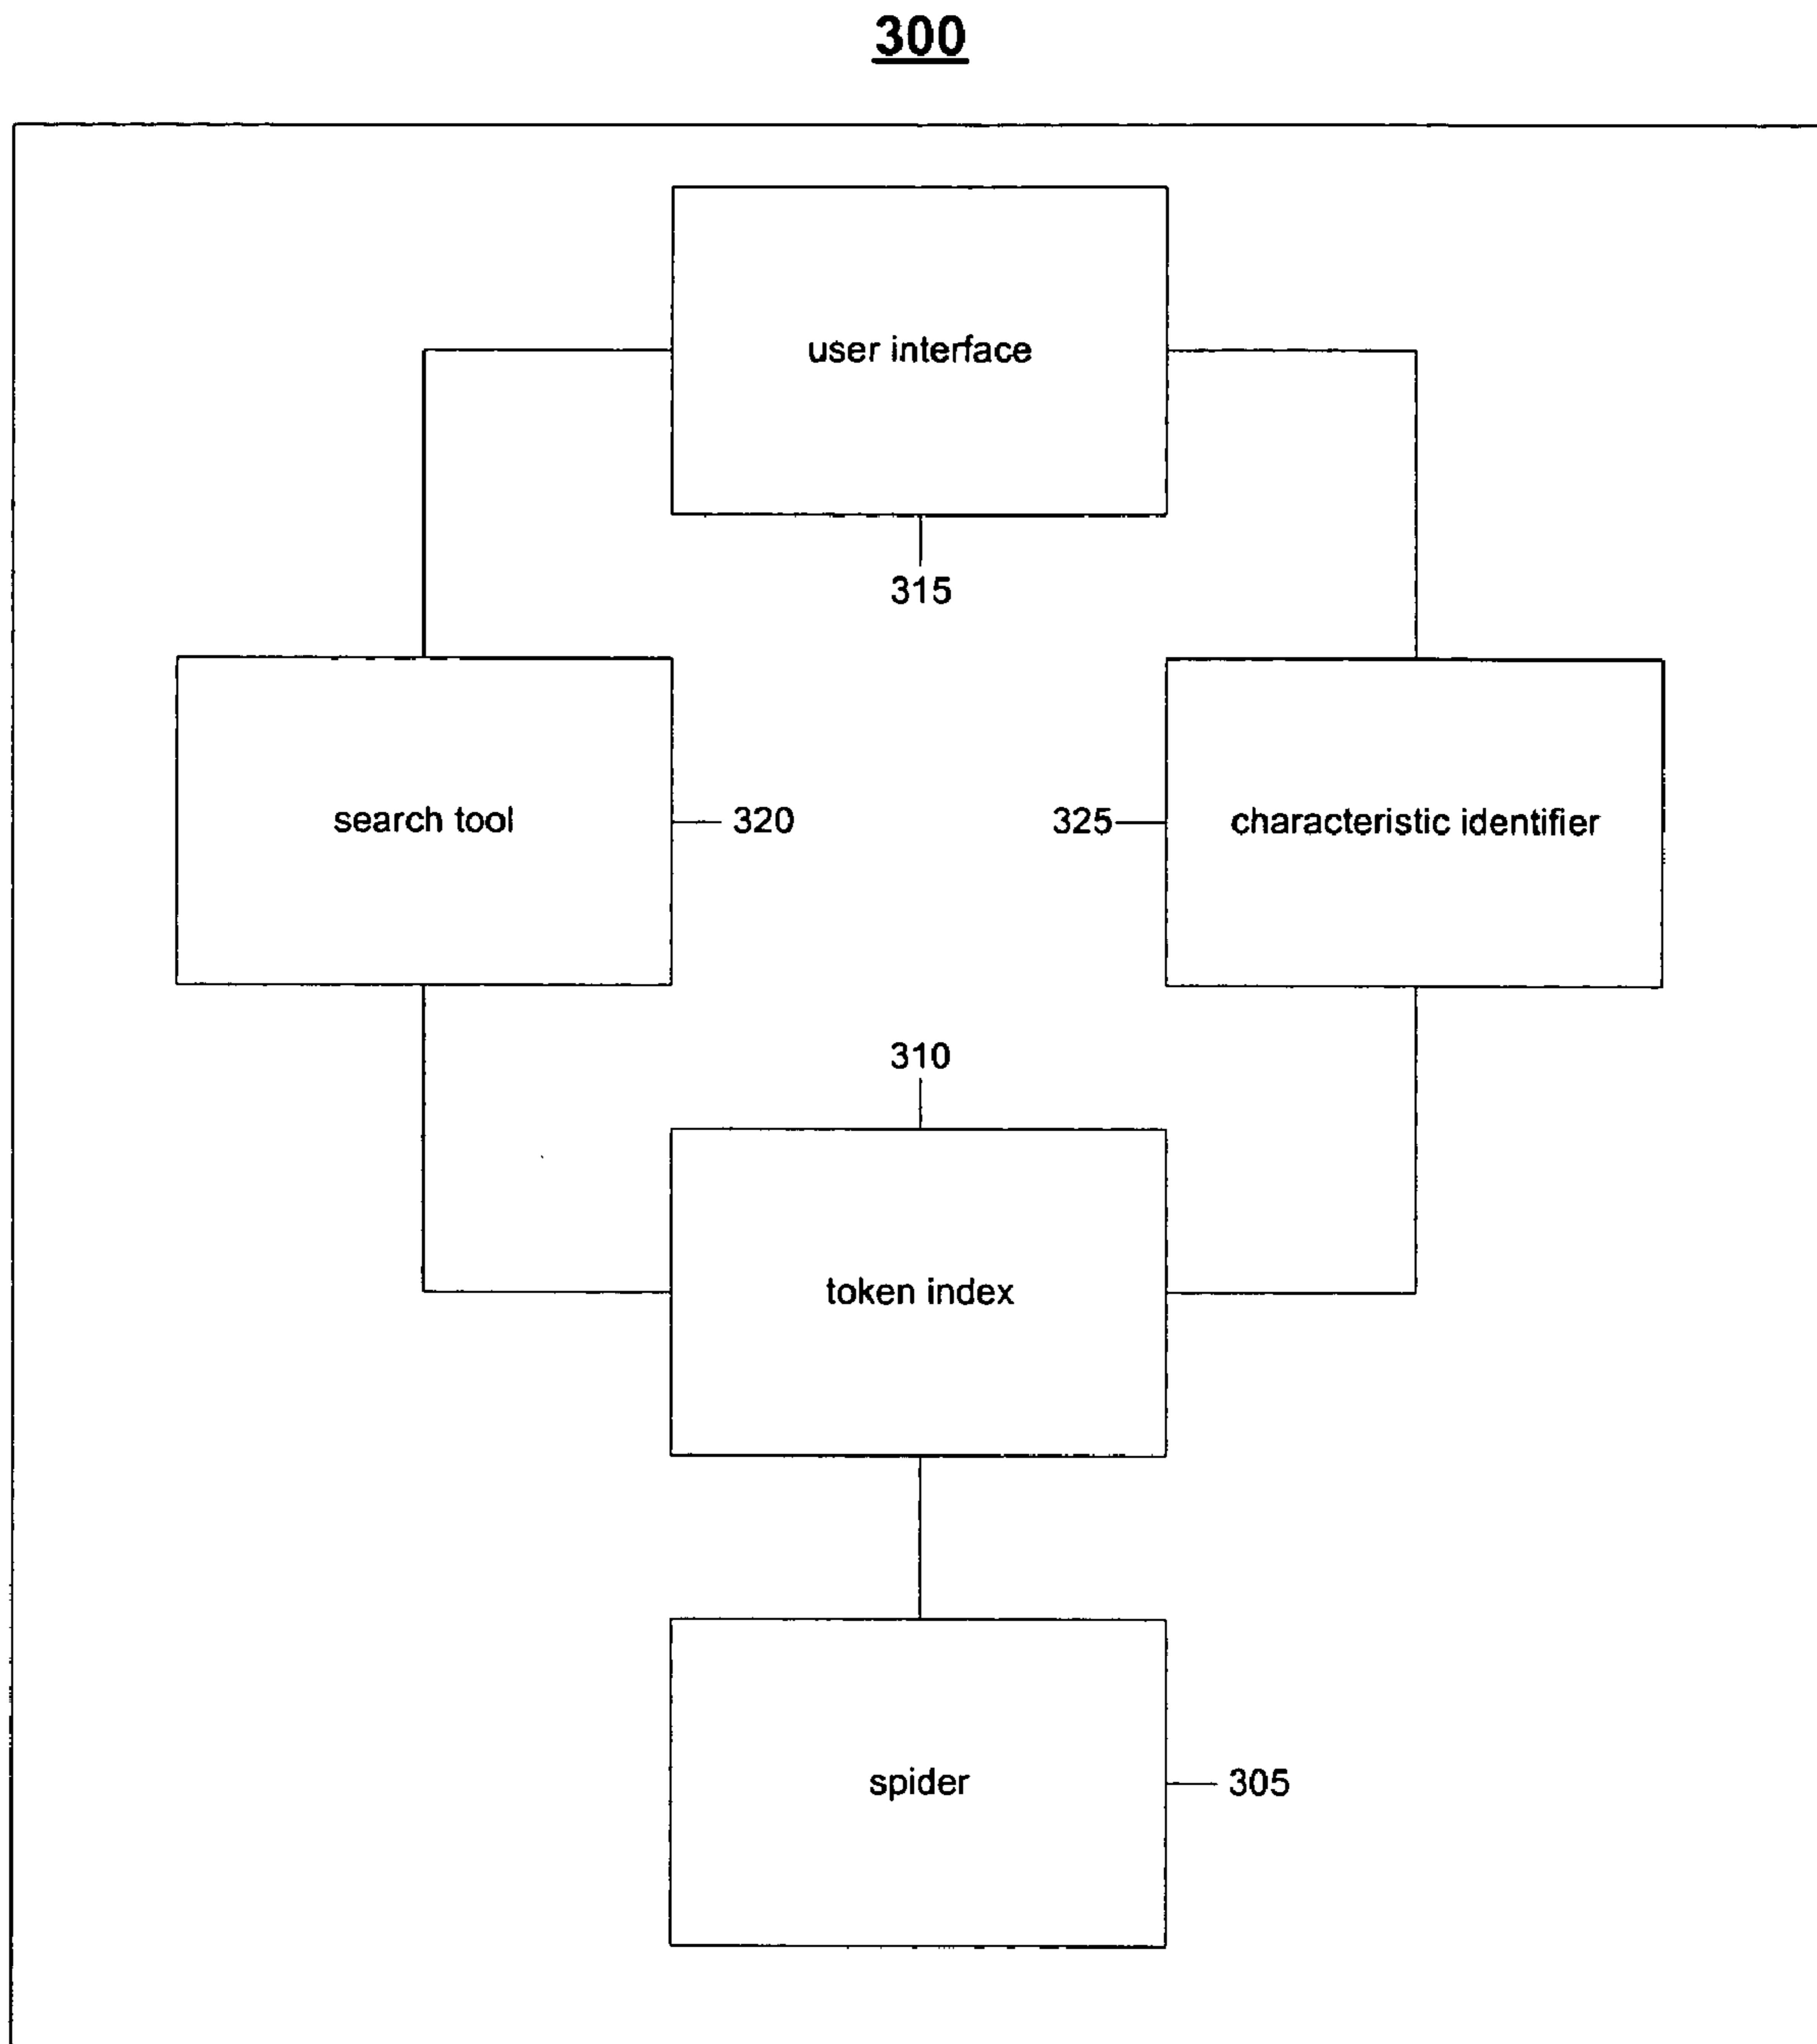 300
user interface
315
search tool
320
325
characteristic identifier
310
token index
spider
305